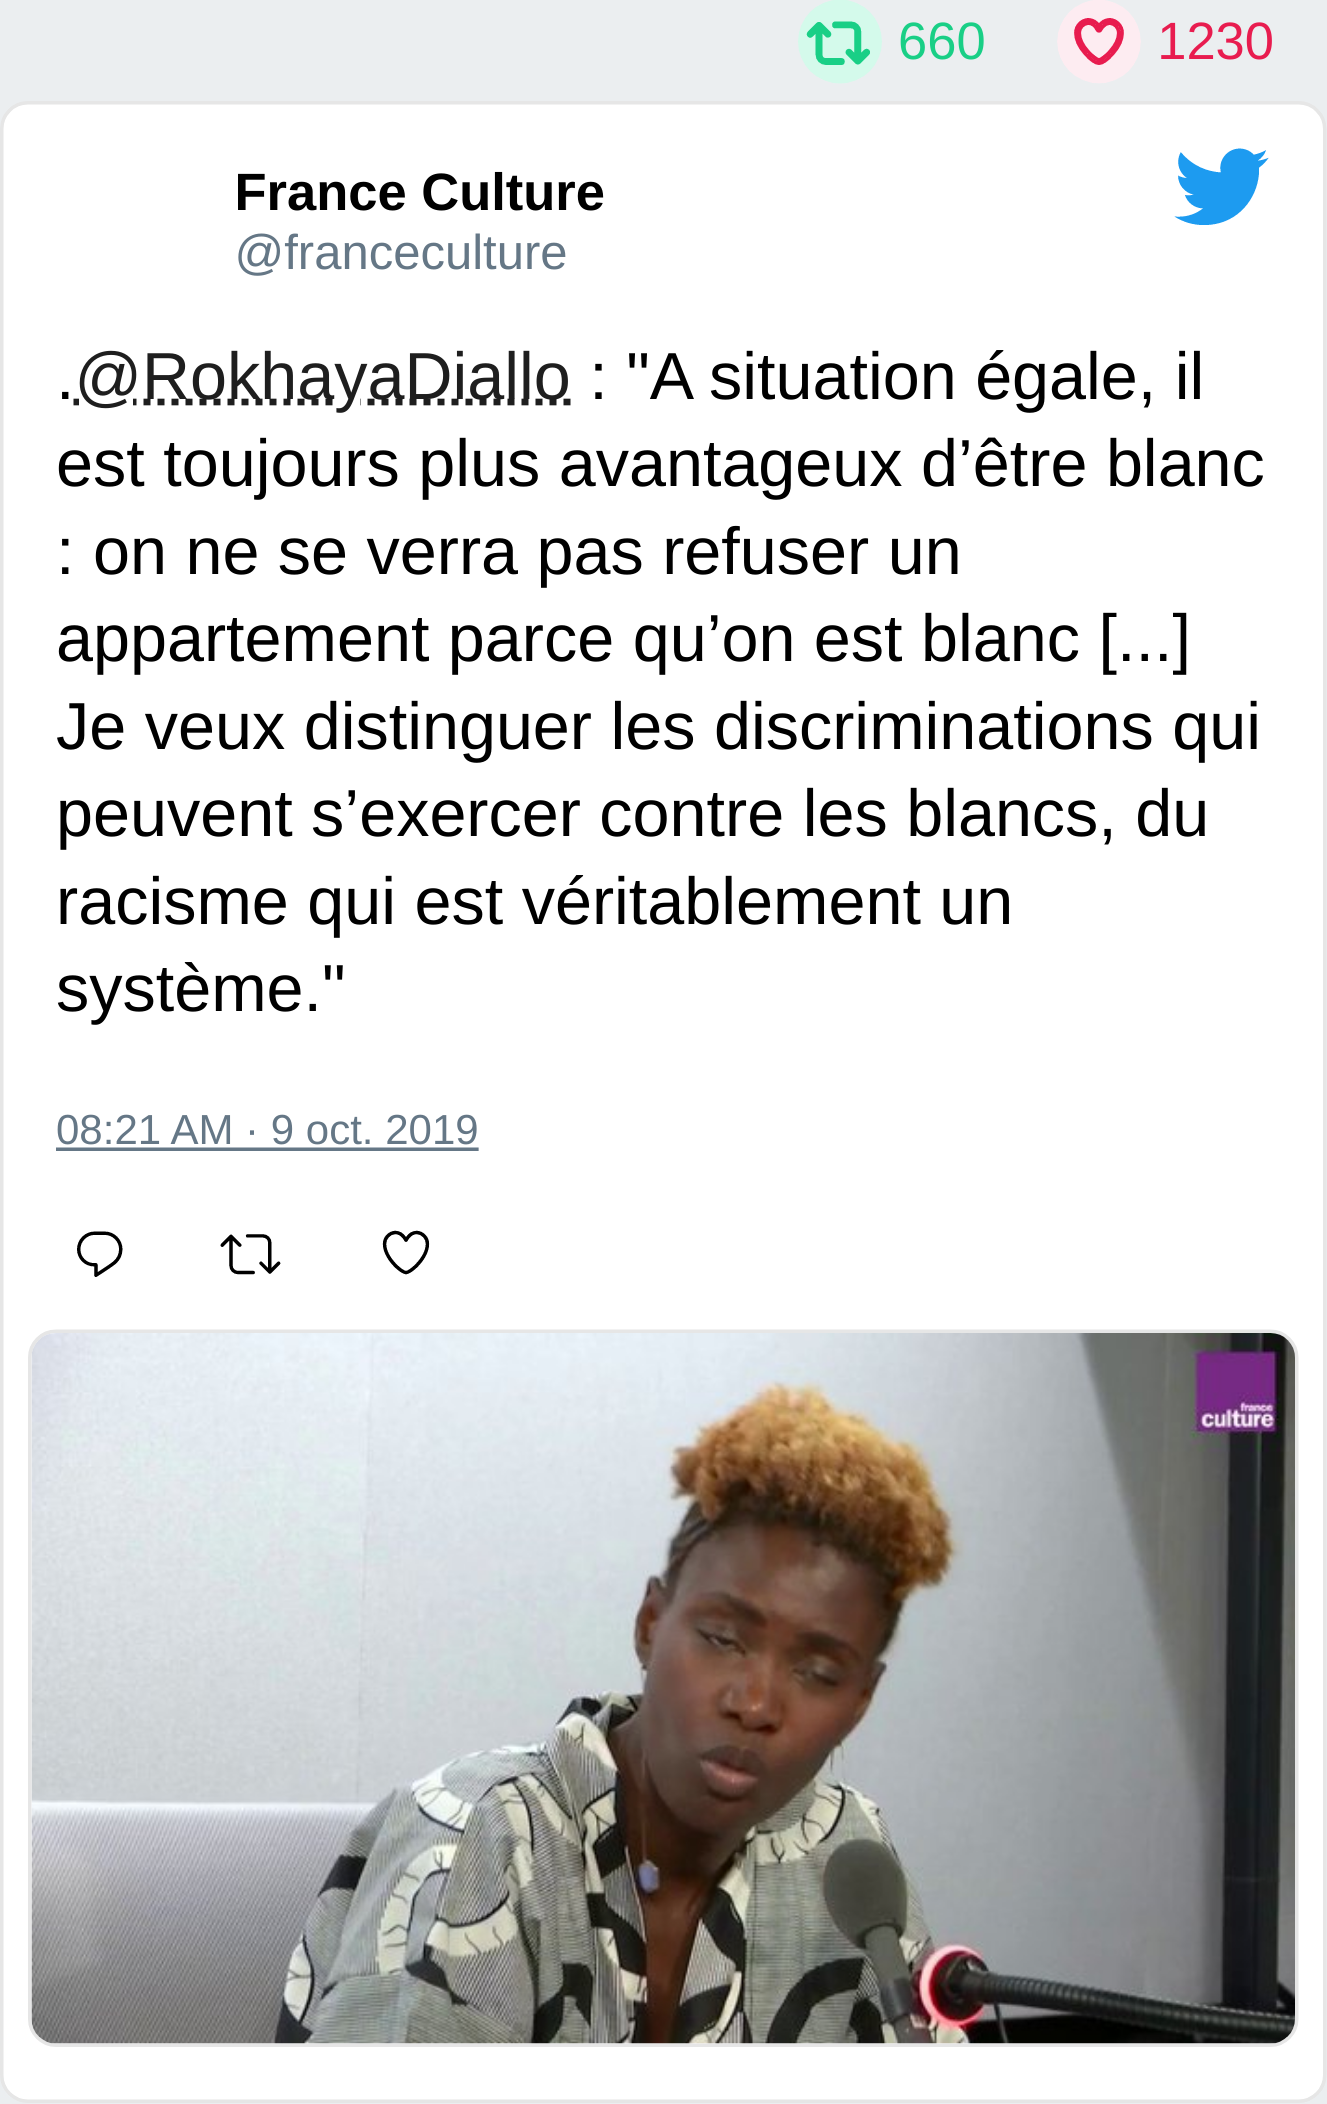 660 1230
France Culture
@franceculture
.@RokhayaDiallo : "A situation égale, il
est toujours plus avantageux d’être blanc
: on ne se verra pas refuser un
appartement parce qu’on est blanc [...]
Je veux distinguer les discriminations qui
peuvent s’exercer contre les blancs, du
racisme qui est véritablement un
système."
08:21 AM · 9 oct. 2019
france
culture